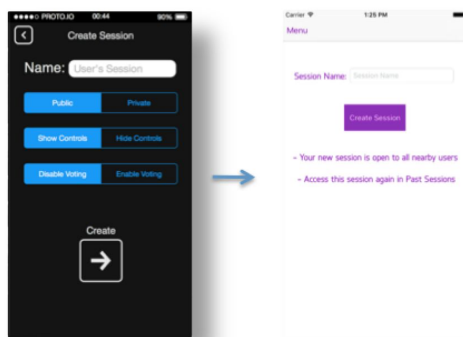 PROTO.IO 00:44 90%
Create Session
Name: User's Session
Public Private
Show Controls Hide Controls
Disable Voting Enable Voting
Create
Carrier 1:25 PM
Menu
Session Name: Session Name
Create Session
- Your new session is open to all nearby users
- Access this session again in Past Sessions